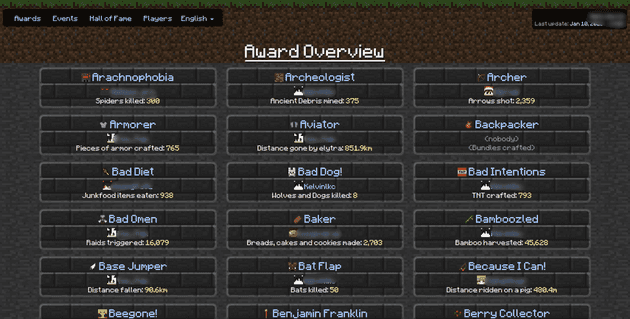 Awards Events Hall of Fame Players English
Last update: Jan
Award Overview
Arachnophobia
Spiders killed: 300
Archeologist
Ancient Debris mined: 375
Archer
Arrows shot: 2,359
Armorer
Pieces of armor crafted: 765
Aviator
Distance gone by elytra: 851.9km
Backpacker
(nobody)
(Bundles crafted)
Bad Diet
Junkfood items eaten: 938
Bad Dog!
Kelvinlkc
Wolves and Dogs killed: 8
Bad Intentions
TNT crafted: 793
Bad Omen
Raids triggered: 16,079
Baker
Breads, cakes and cookies made: 2,703
Bamboozled
Bamboo harvested: 45,628
Base Jumper
Distance fallen: 90.6km
Bat Flap
Bats killed: 50
Because I Can!
Distance ridden on a pig: 480.4m
Beegone!
Benjamin Franklin
Berry Collector